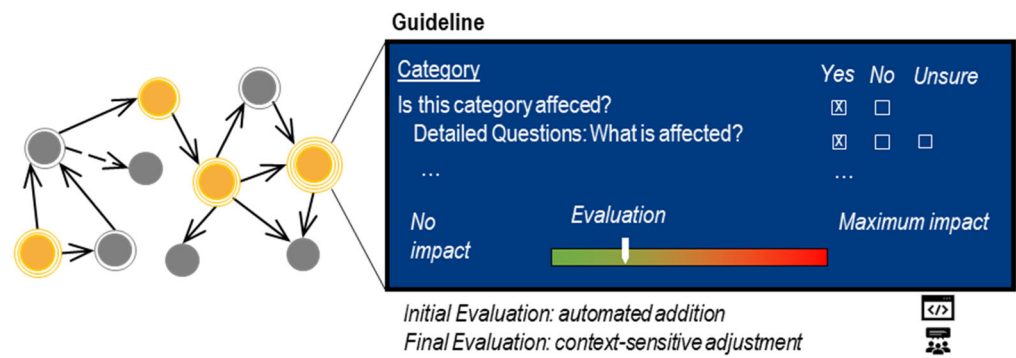 Guideline
Category Yes No Unsure
Is this category affeced? X
Detailed Questions: What is affected? X
... ...
No impact Evaluation Maximum impact
Initial Evaluation: automated addition </>
Final Evaluation: context-sensitive adjustment